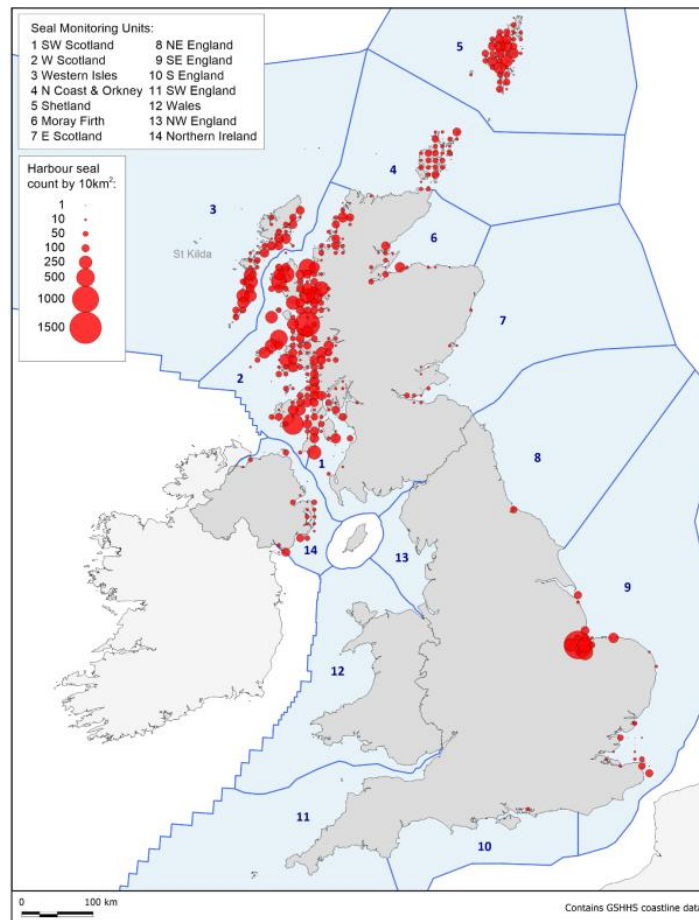 Seal Monitoring Units:
1 SW Scotland 8 NE England
2 W Scotland 9 SE England
3 Western Isles 10 S England
4 N Coast & Orkney 11 SW England
5 Shetland 12 Wales
6 Moray Firth 13 NW England
7 E Scotland 14 Northern Ireland
5
Harbour seal
count by 10km²:
1
10
50
100
250
500
1000
1500
4
3
6
St Kilda
7
2
8
1
14
13
9
12
11
10
0 100 km
Contains GSHHS coastline data